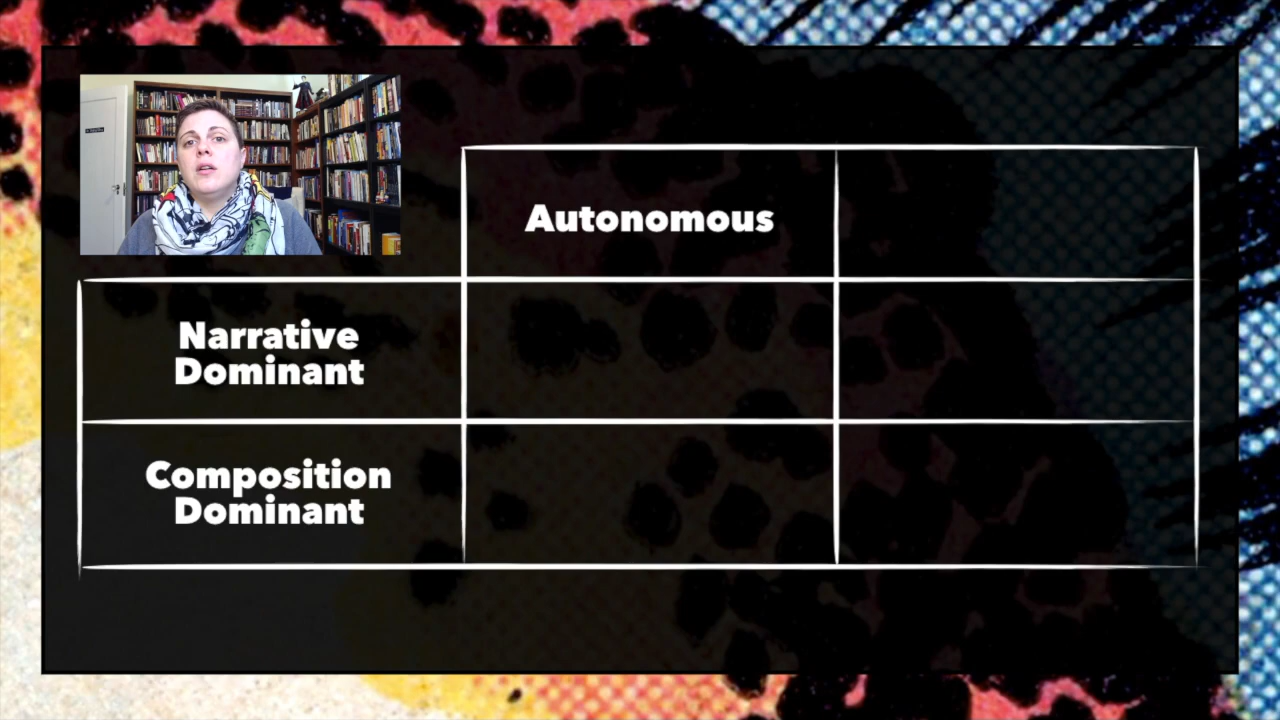 Autonomous
Narrative
Dominant
Composition
Dominant